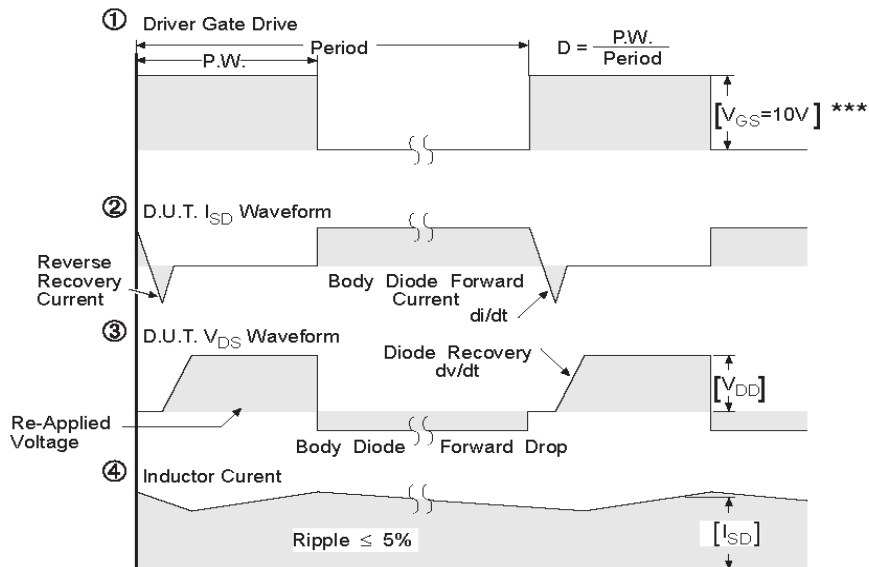 ① Driver Gate Drive
Period
P.W.
D = P.W.
Period
[VGS=10V] ***
② D.U.T. ISD Waveform
Reverse
Recovery
Current
Body Diode Forward
Current
di/dt
③ D.U.T. VDS Waveform
Diode Recovery
dv/dt
[VDD]
Re-Applied
Voltage
Body Diode Forward Drop
④ Inductor Curent
Ripple ≤ 5%
[ISD]